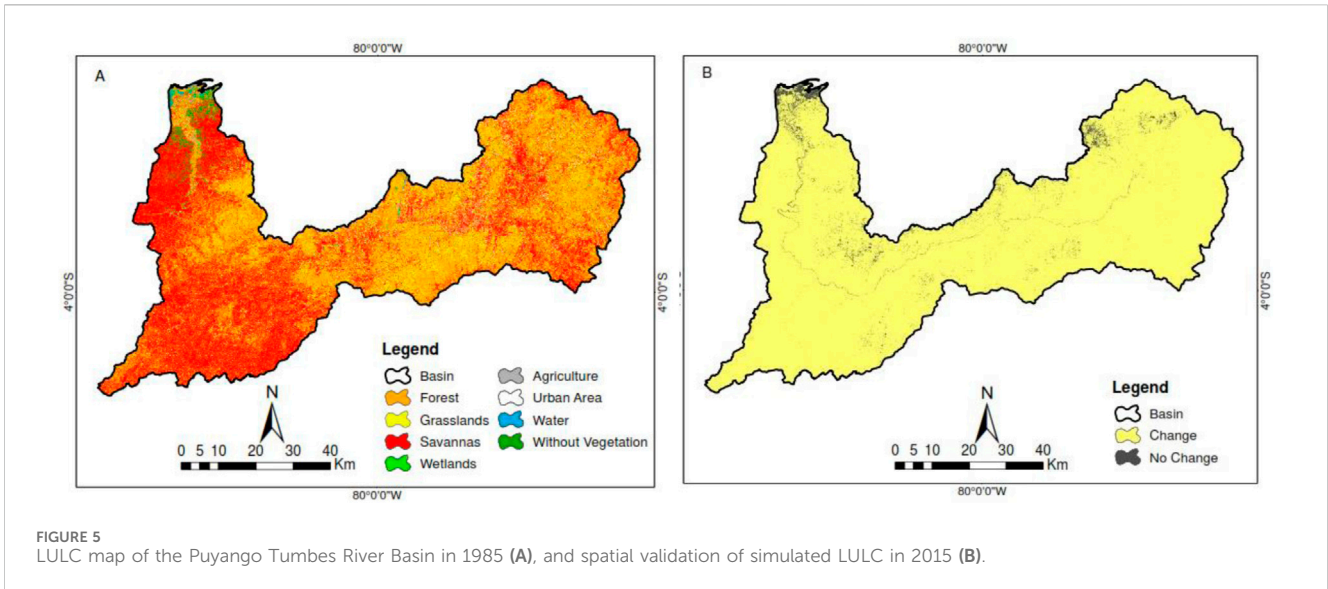 80°0'0"W
A
4°0'0"S
4°0'0"S
Legend
Basin
Forest
Grasslands
Savannas
Wetlands
Agriculture
Urban Area
Water
Without Vegetation
N
0 5 10 20 30 40
Km
80°0'0"W
80°0'0"W
B
4°0'0"S
Legend
Basin
Change
No Change
N
0 5 10 20 30 40
Km
80°0'0"W
FIGURE 5
LULC map of the Puyango Tumbes River Basin in 1985 (A), and spatial validation of simulated LULC in 2015 (B).